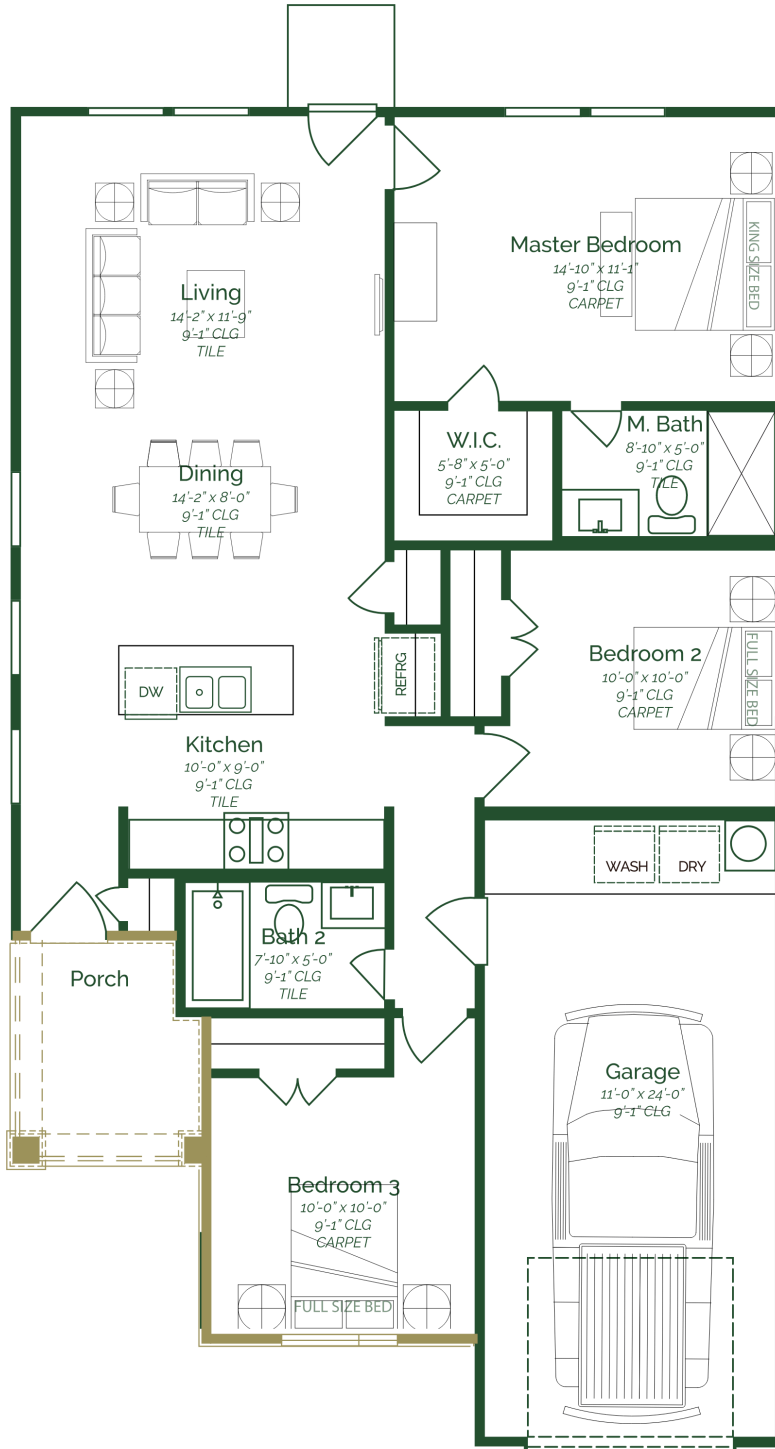 Living
14'-2" x 11'-9"
9'-1" CLG
TILE
Master Bedroom
14'-10" x 11'-1"
9'-1" CLG
CARPET
KING SIZE BED
Dining
14'-2" x 8'-0"
9'-1" CLG
TILE
W.I.C.
5'-8" x 5'-0"
9'-1" CLG
CARPET
M. Bath
8'-10" x 5'-0"
9'-1" CLG
TILE
DW
REFRG
Kitchen
10'-0" x 9'-0"
9'-1" CLG
TILE
Bedroom 2
10'-0" x 10'-0"
9'-1" CLG
CARPET
FULL SIZE BED
WASH
DRY
Porch
Bath 2
7'-10" x 5'-0"
9'-1" CLG
TILE
Garage
11'-0" x 24'-0"
9'-1" CLG
Bedroom 3
10'-0" x 10'-0"
9'-1" CLG
CARPET
FULL SIZE BED